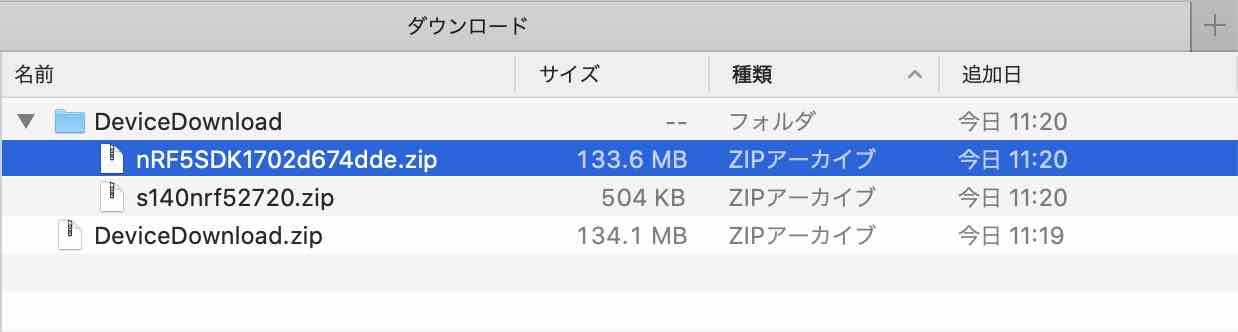 ダウンロード
名前 サイズ 種類 追加日
DeviceDownload -- フォルダ 今日 11:20
nRF5SDK1702d674dde.zip 133.6 MB ZIPアーカイブ 今日 11:20
s140nrf52720.zip 504 KB ZIPアーカイブ 今日 11:20
DeviceDownload.zip 134.1 MB ZIPアーカイブ 今日 11:19